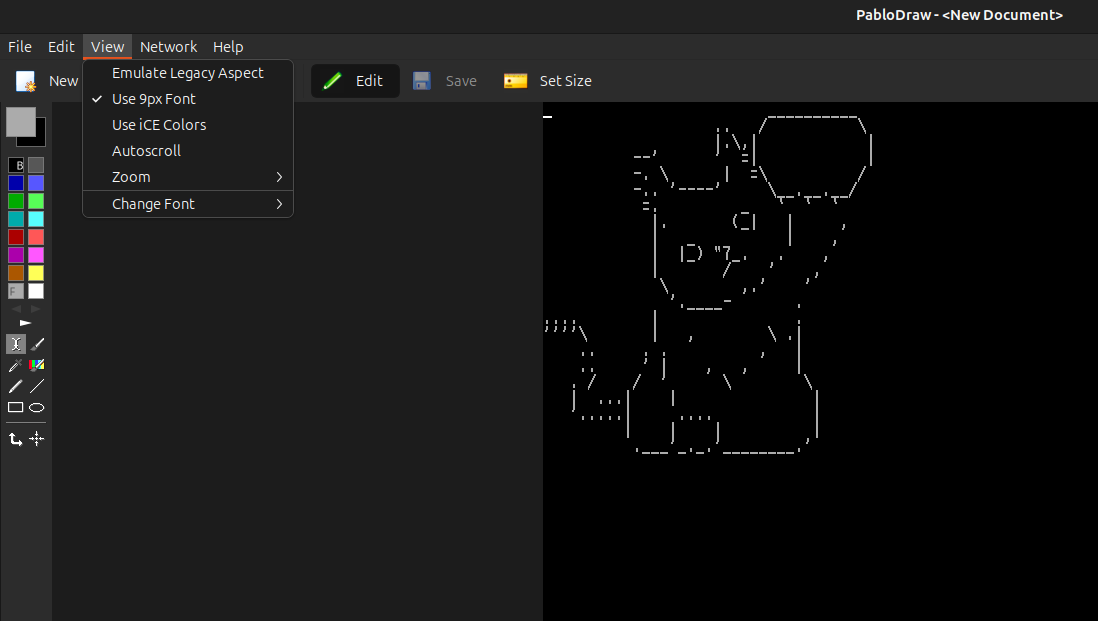 PabloDraw - <New Document>
File Edit View Network Help
New Edit Save Set Size
Emulate Legacy Aspect
Use 9px Font
Use iCE Colors
Autoscroll
Zoom
Change Font
B
F